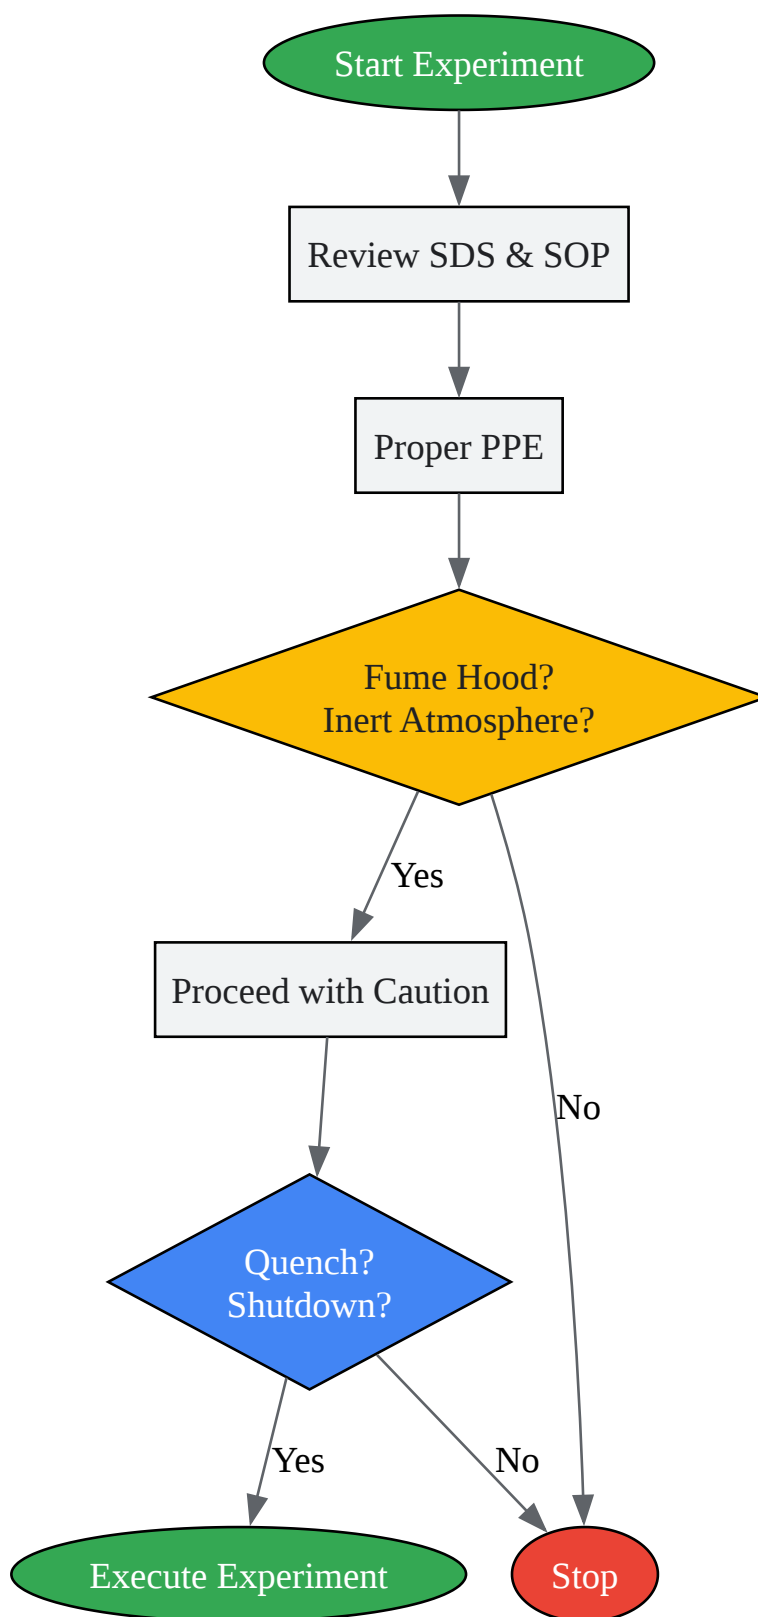 Start Experiment
Review SDS & SOP
Proper PPE
Fume Hood?
Inert Atmosphere?
Yes
Proceed with Caution
No
Quench?
Shutdown?
Yes
No
Execute Experiment
Stop